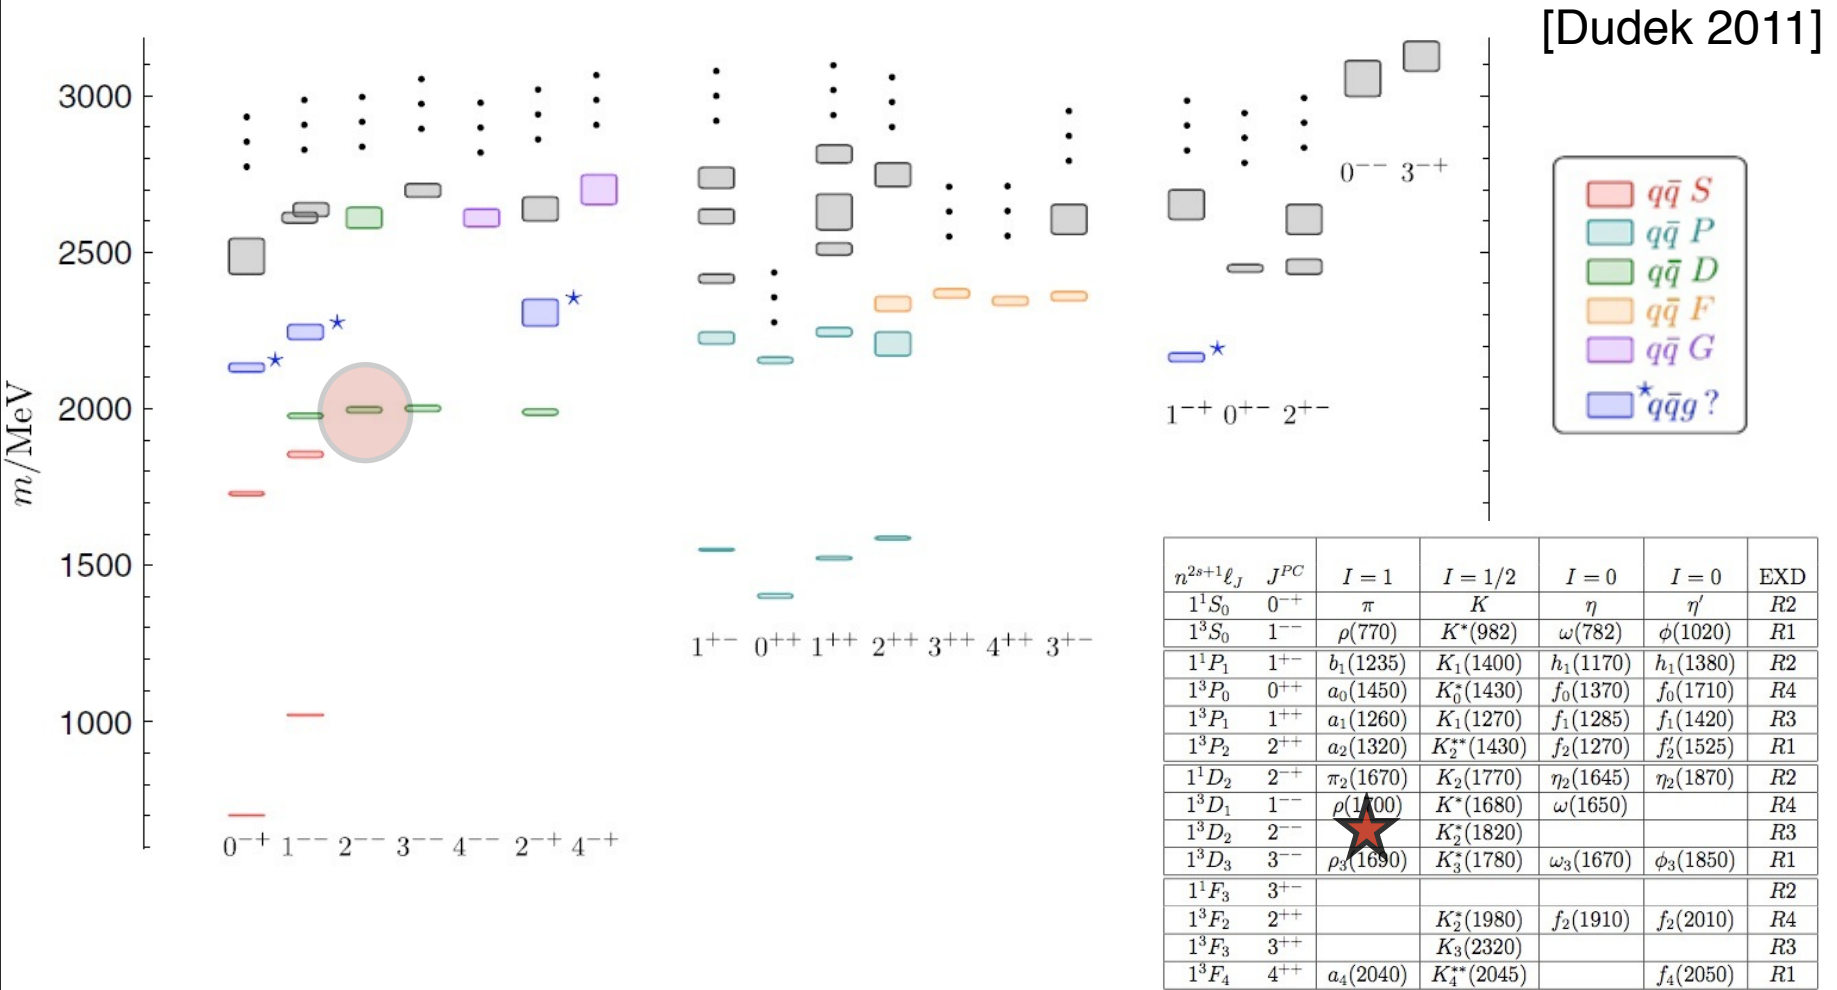 [Dudek 2011]
3000
2500
2000
1500
1000
m/MeV
0⁻⁺ 1⁻⁻ 2⁻⁻ 3⁻⁻ 4⁻⁻ 2⁻⁺ 4⁻⁺
1⁺⁻ 0⁺⁺ 1⁺⁺ 2⁺⁺ 3⁺⁺ 4⁺⁺ 3⁺⁻
1⁻⁺ 0⁺⁻ 2⁺⁻
0⁻⁻ 3⁻⁺
qq̄ S
qq̄ P
qq̄ D
qq̄ F
qq̄ G
*qq̄g ?
n²ˢ⁺¹ℓ_J J^PC I = 1 I = 1/2 I = 0 I = 0 EXD
1¹S₀ 0⁻⁺ π K η η′ R2
1³S₀ 1⁻⁻ ρ(770) K*(982) ω(782) ϕ(1020) R1
1¹P₁ 1⁺⁻ b₁(1235) K₁(1400) h₁(1170) h₁(1380) R2
1³P₀ 0⁺⁺ a₀(1450) K₀*(1430) f₀(1370) f₀(1710) R4
1³P₁ 1⁺⁺ a₁(1260) K₁(1270) f₁(1285) f₁(1420) R3
1³P₂ 2⁺⁺ a₂(1320) K₂**(1430) f₂(1270) f₂′(1525) R1
1¹D₂ 2⁻⁺ π₂(1670) K₂(1770) η₂(1645) η₂(1870) R2
1³D₁ 1⁻⁻ ρ(1700) K*(1680) ω(1650) R4
1³D₂ 2⁻⁻ K₂*(1820) R3
1³D₃ 3⁻⁻ ρ₃(1690) K₃*(1780) ω₃(1670) ϕ₃(1850) R1
1¹F₃ 3⁺⁻ R2
1³F₂ 2⁺⁺ K₂*(1980) f₂(1910) f₂(2010) R4
1³F₃ 3⁺⁺ K₃(2320) R3
1³F₄ 4⁺⁺ a₄(2040) K₄**(2045) f₄(2050) R1